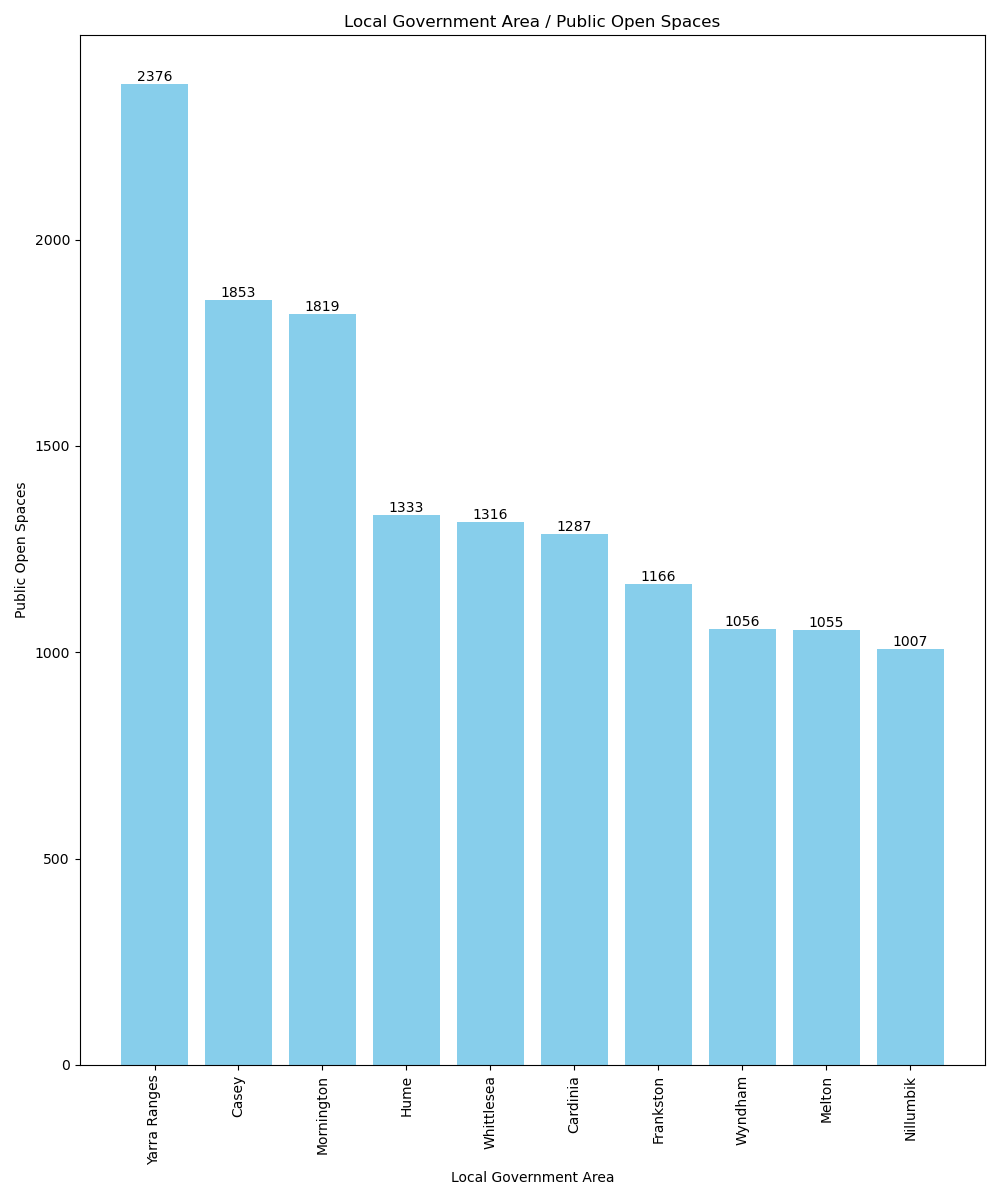 Local Government Area / Public Open Spaces
2376
1853
1819
1333
1316
1287
1166
1056
1055
1007
Public Open Spaces
2000
1500
1000
500
0
Yarra Ranges
Casey
Mornington
Hume
Whittlesea
Cardinia
Frankston
Wyndham
Melton
Nillumbik
Local Government Area